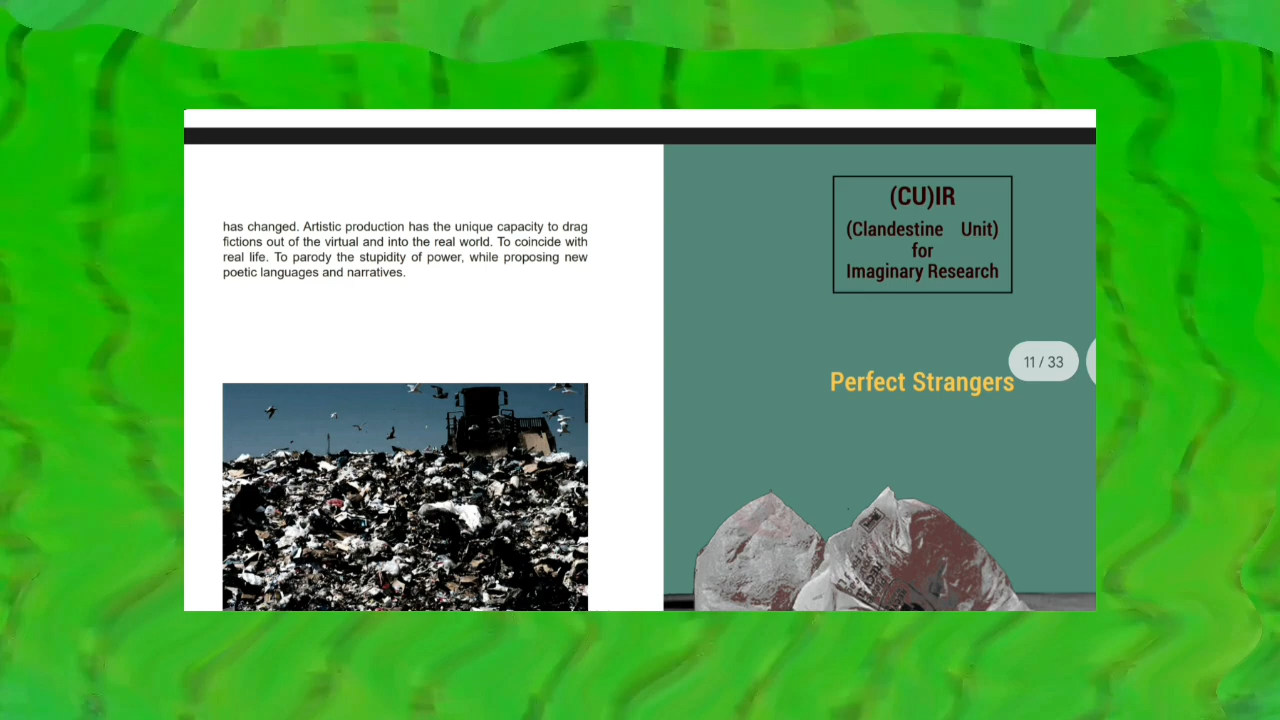 has changed. Artistic production has the unique capacity to drag
fictions out of the virtual and into the real world. To coincide with
real life. To parody the stupidity of power, while proposing new
poetic languages and narratives.
(CU)IR
(Clandestine Unit)
for
Imaginary Research
11 / 33
Perfect Strangers